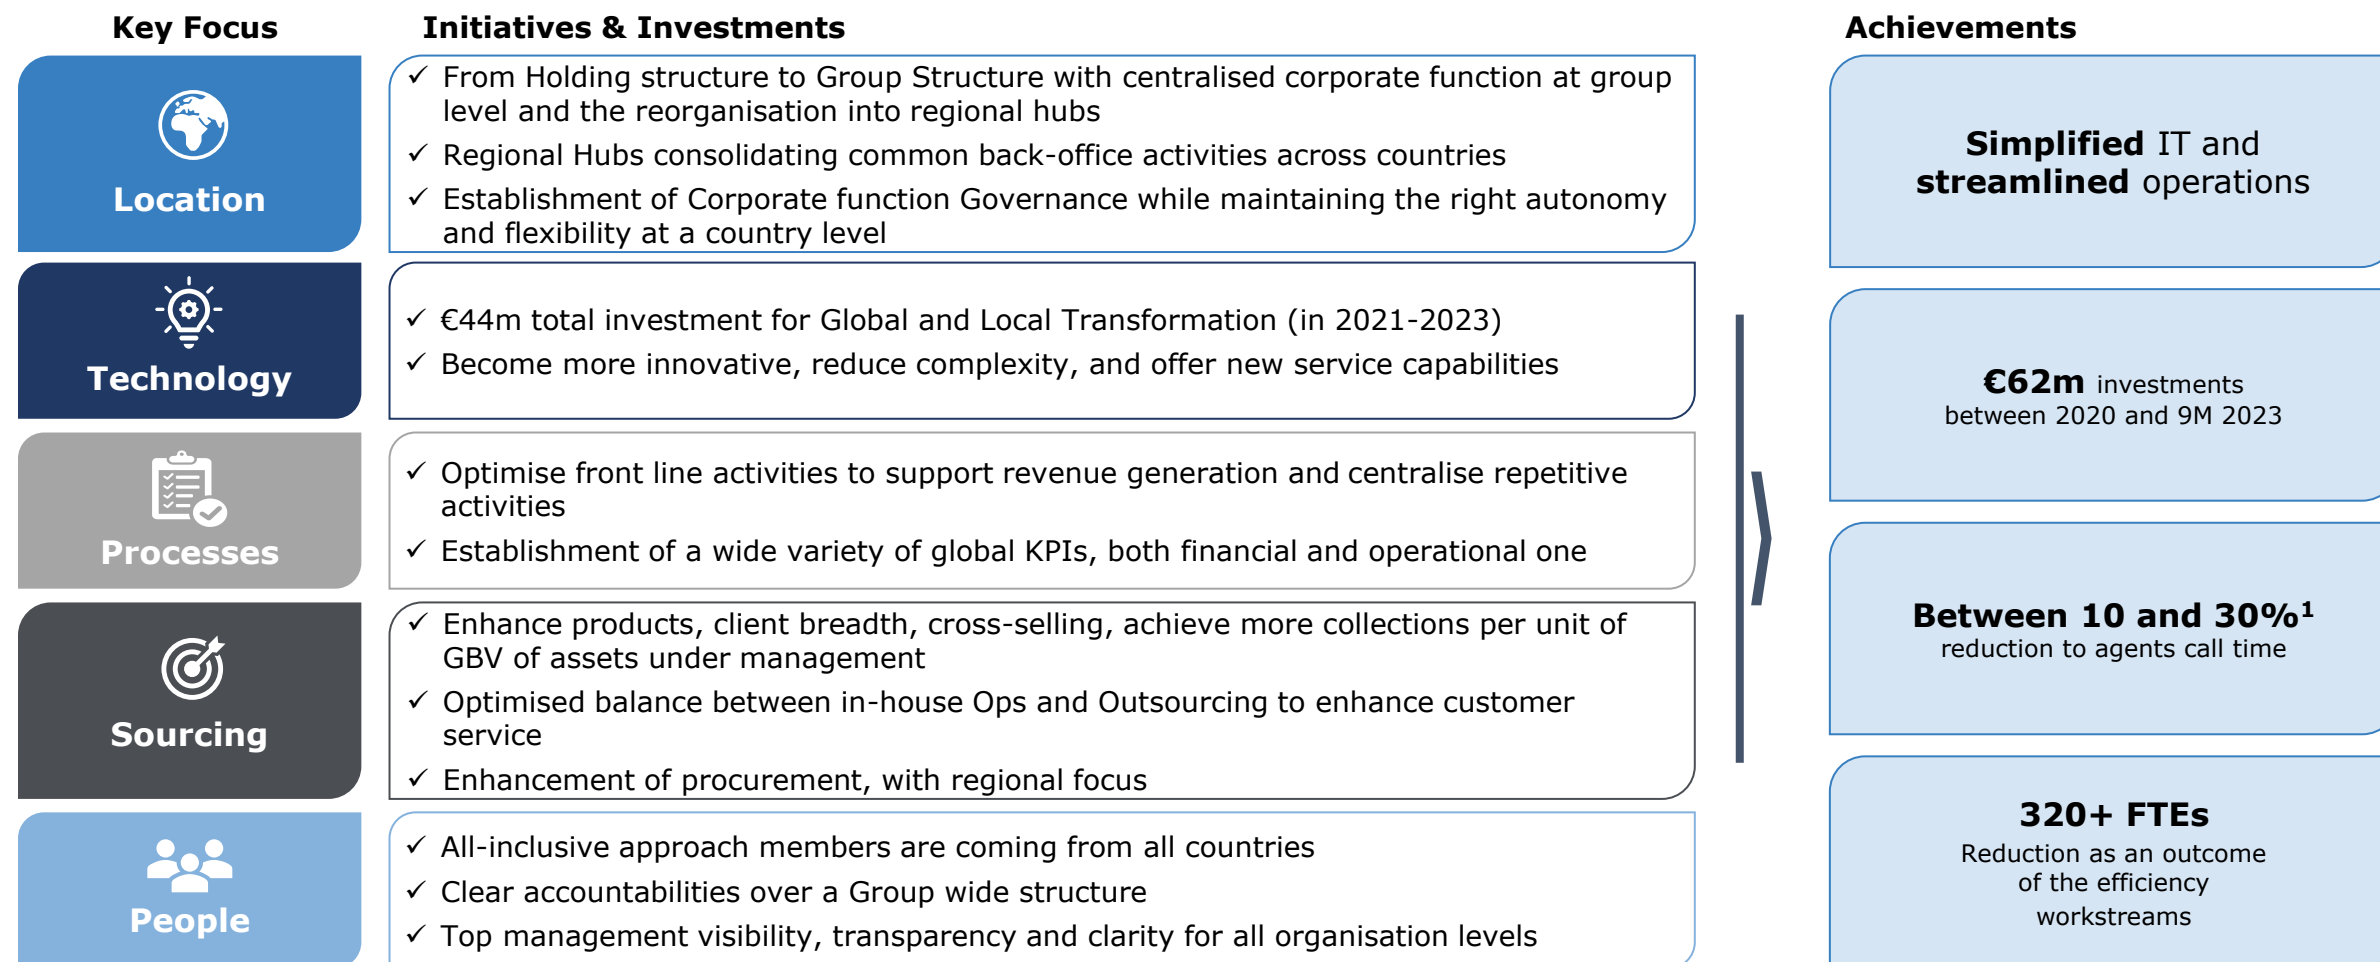 Key Focus
Initiatives & Investments
Achievements
Location
✓ From Holding structure to Group Structure with centralised corporate function at group
level and the reorganisation into regional hubs
✓ Regional Hubs consolidating common back-office activities across countries
✓ Establishment of Corporate function Governance while maintaining the right autonomy
and flexibility at a country level
Technology
✓ €44m total investment for Global and Local Transformation (in 2021-2023)
✓ Become more innovative, reduce complexity, and offer new service capabilities
Processes
✓ Optimise front line activities to support revenue generation and centralise repetitive
activities
✓ Establishment of a wide variety of global KPIs, both financial and operational one
Sourcing
✓ Enhance products, client breadth, cross-selling, achieve more collections per unit of
GBV of assets under management
✓ Optimised balance between in-house Ops and Outsourcing to enhance customer
service
✓ Enhancement of procurement, with regional focus
People
✓ All-inclusive approach members are coming from all countries
✓ Clear accountabilities over a Group wide structure
✓ Top management visibility, transparency and clarity for all organisation levels
Simplified IT and
streamlined operations
€62m investments
between 2020 and 9M 2023
Between 10 and 30%¹
reduction to agents call time
320+ FTEs
Reduction as an outcome
of the efficiency
workstreams